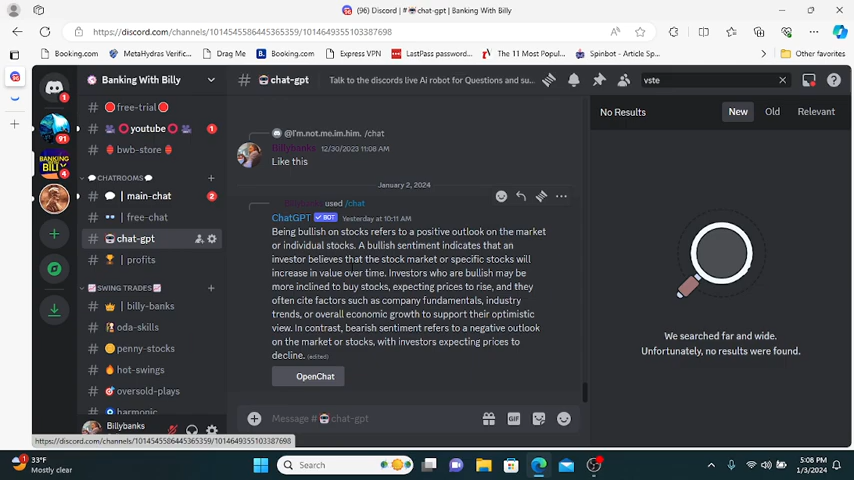 (96) Discord | #chat-gpt | Banking With Billy
https://discord.com/channels/1014545586445365359/1014649355103387698
Booking.com
MetaHydras Verific...
Drag Me
Booking.com
Express VPN
LastPass password...
The 11 Most Popul...
Spinbot - Article Sp...
Other favorites
Banking With Billy
# chat-gpt
Talk to the discords live Ai robot for Questions and su...
vste
# free-trial
# youtube 1
# bwb-store
CHATROOMS
# | main-chat 2
# | free-chat
# chat-gpt
# | profits
SWING TRADES
# | billy-banks
# oda-skills
# penny-stocks
# hot-swings
# oversold-plays
# harmonic
Billybanks
1
91
4
@I'm.not.me.im.him. /chat
Billybanks 12/30/2023 11:08 AM
Like this
January 2, 2024
Billybanks used /chat
ChatGPT BOT Yesterday at 10:11 AM
Being bullish on stocks refers to a positive outlook on the market
or individual stocks. A bullish sentiment indicates that an
investor believes that the stock market or specific stocks will
increase in value over time. Investors who are bullish may be
more inclined to buy stocks, expecting prices to rise, and they
often cite factors such as company fundamentals, industry
trends, or overall economic growth to support their optimistic
view. In contrast, bearish sentiment refers to a negative outlook
on the market or stocks, with investors expecting prices to
decline. (edited)
OpenChat
Message #chat-gpt
GIF
No Results
New
Old
Relevant
We searched far and wide.
Unfortunately, no results were found.
https://discord.com/channels/1014545586445365359/1014649355103387698
33°F
Mostly clear
Search
5:08 PM
1/3/2024